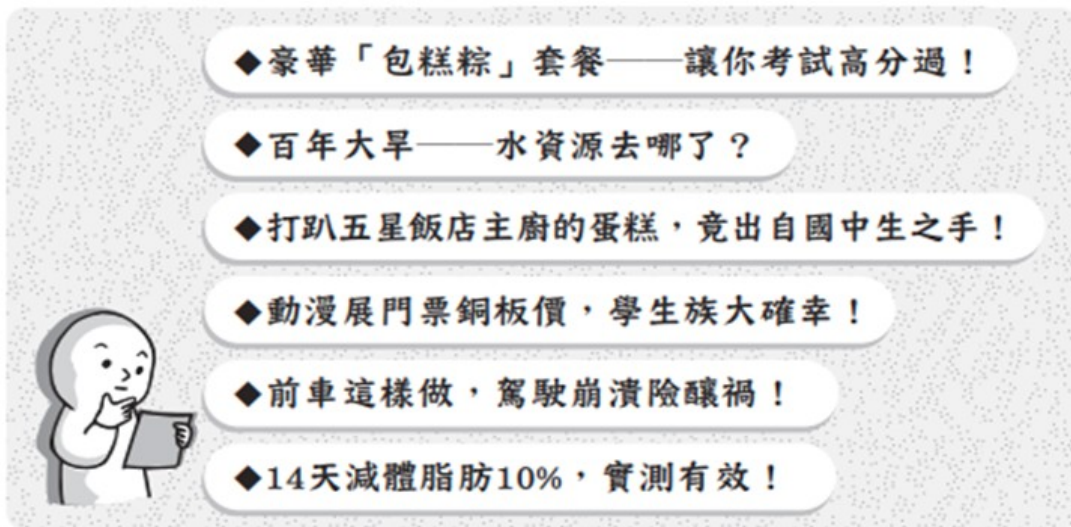 ◆豪華「包糕粽」套餐──讓你考試高分過！
◆百年大旱──水資源去哪了？
◆打趴五星飯店主廚的蛋糕，竟出自國中生之手！
◆動漫展門票銅板價，學生族大確幸！
◆前車這樣做，駕駛崩潰險釀禍！
◆14天減體脂肪10%，實測有效！